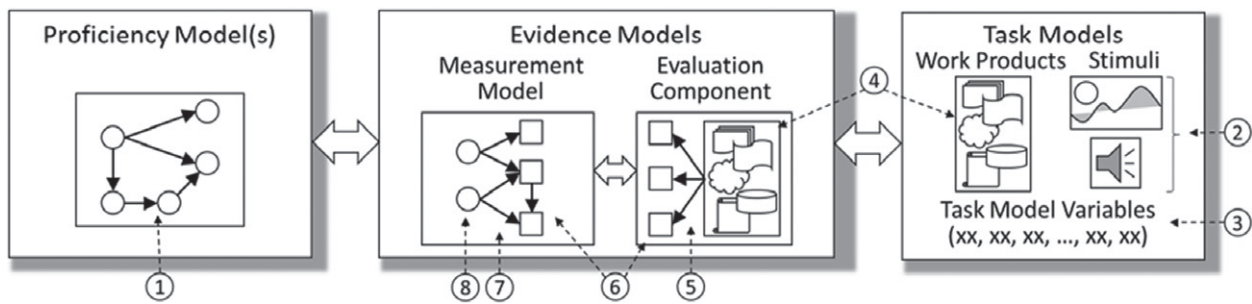 Proficiency Model(s)
Evidence Models
Measurement
Model
Evaluation
Component
Task Models
Work Products
Stimuli
Task Model Variables
(xx, xx, xx, ..., xx, xx)
1
8
7
6
5
4
2
3